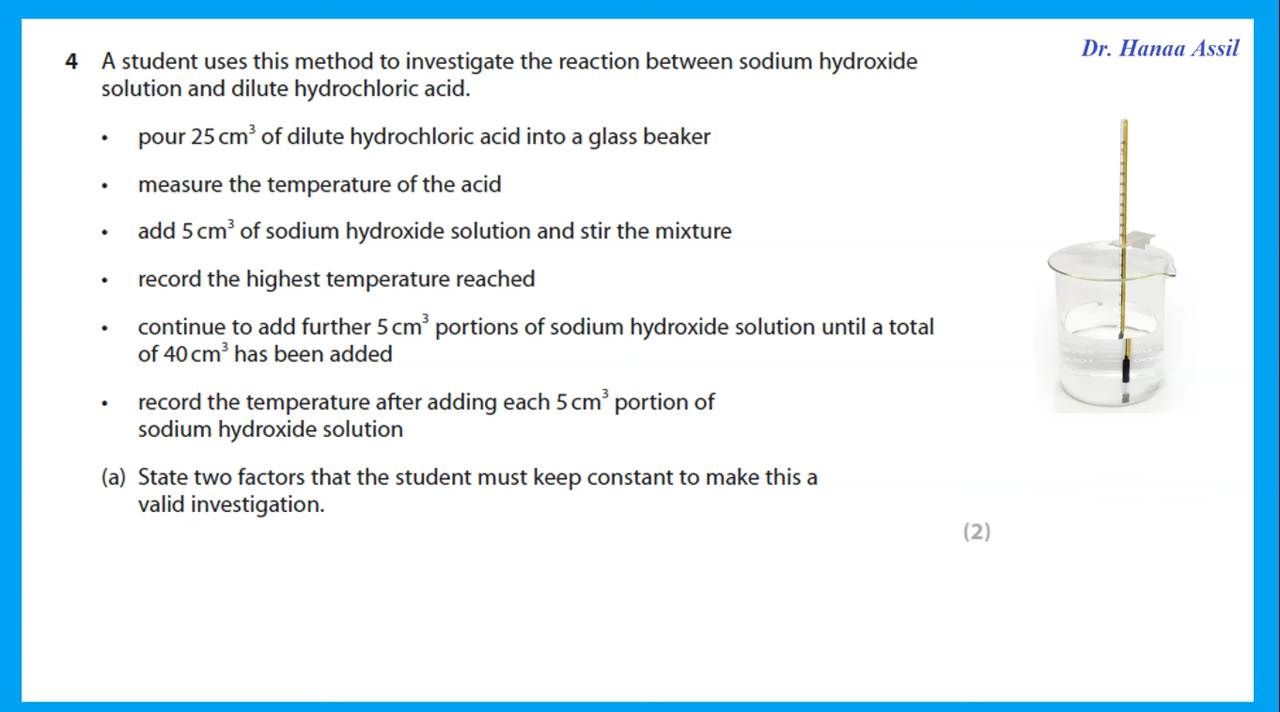 Dr. Hanaa Assil
4 A student uses this method to investigate the reaction between sodium hydroxide
solution and dilute hydrochloric acid.
• pour 25 cm³ of dilute hydrochloric acid into a glass beaker
• measure the temperature of the acid
• add 5 cm³ of sodium hydroxide solution and stir the mixture
• record the highest temperature reached
• continue to add further 5 cm³ portions of sodium hydroxide solution until a total
of 40 cm³ has been added
• record the temperature after adding each 5 cm³ portion of
sodium hydroxide solution
(a) State two factors that the student must keep constant to make this a
valid investigation.
(2)